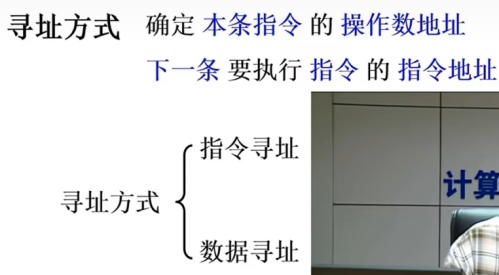 寻址方式 确定 本条指令 的 操作数地址
下一条 要执行 指令 的 指令地址
指令寻址
寻址方式
数据寻址
计算